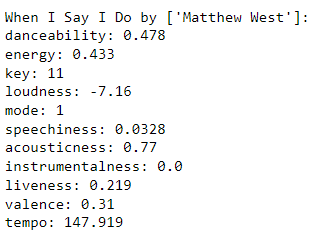 When I Say I Do by ['Matthew West']:
danceability: 0.478
energy: 0.433
key: 11
loudness: -7.16
mode: 1
speechiness: 0.0328
acousticness: 0.77
instrumentalness: 0.0
liveness: 0.219
valence: 0.31
tempo: 147.919